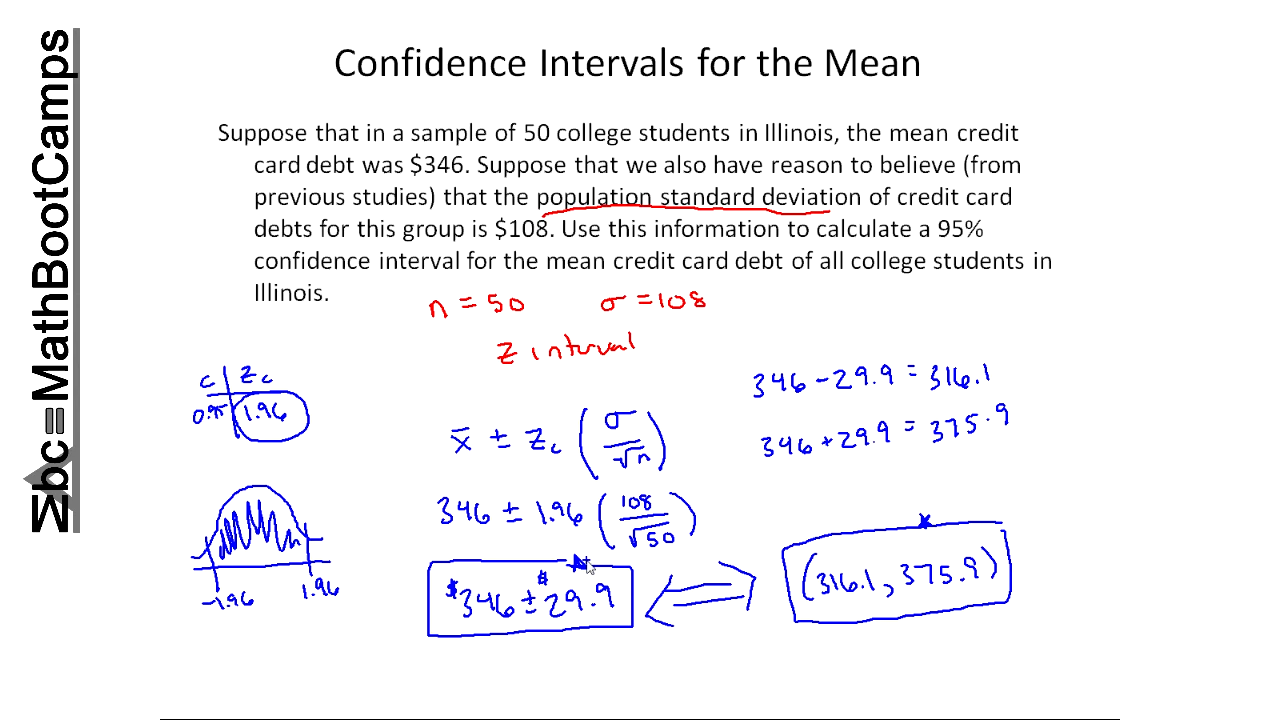 Σbc=MathBootCamps
Confidence Intervals for the Mean
Suppose that in a sample of 50 college students in Illinois, the mean credit
card debt was $346. Suppose that we also have reason to believe (from
previous studies) that the population standard deviation of credit card
debts for this group is $108. Use this information to calculate a 95%
confidence interval for the mean credit card debt of all college students in
Illinois.
n = 50 σ = 108
Z interval
c Zc
0.95 1.96
x̄ ± Zc (σ/√n)
346 ± 1.96 (108/√50)
$346 ± $29.9
346 - 29.9 = 316.1
346 + 29.9 = 375.9
(316.1, 375.9)
-1.96 1.96